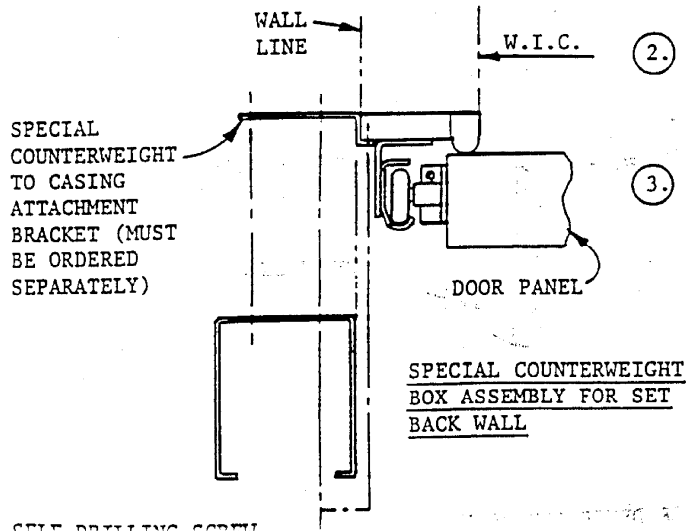 WALL
LINE
W.I.C.
2.
SPECIAL
COUNTERWEIGHT
TO CASING
ATTACHMENT
BRACKET (MUST
BE ORDERED
SEPARATELY)
3.
DOOR PANEL
SPECIAL COUNTERWEIGHT
BOX ASSEMBLY FOR SET
BACK WALL
SELF DRILLING SCREW